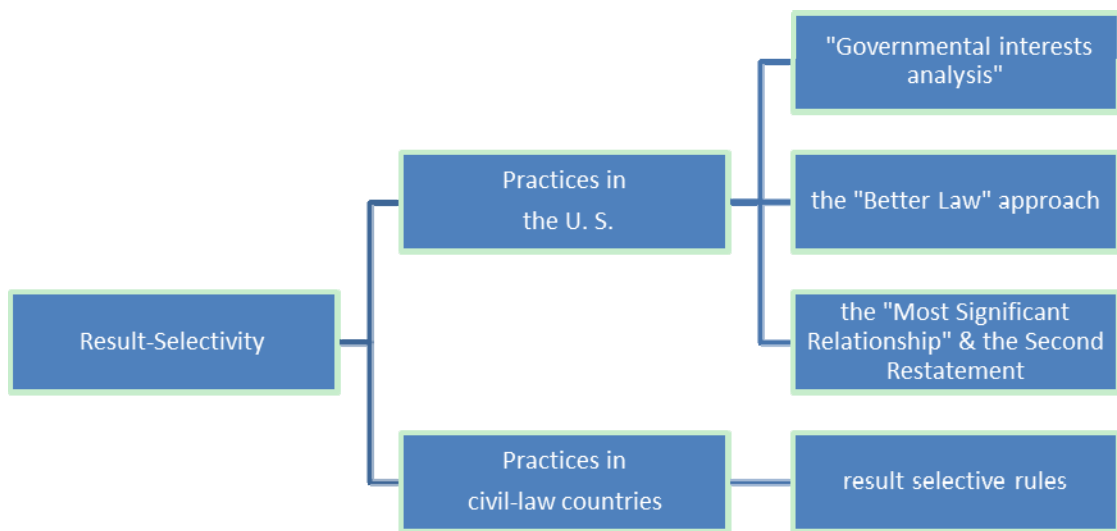 "Governmental interests
analysis"
Practices in
the U. S.
the "Better Law" approach
Result-Selectivity
the "Most Significant
Relationship" & the Second
Restatement
Practices in
civil-law countries
result selective rules